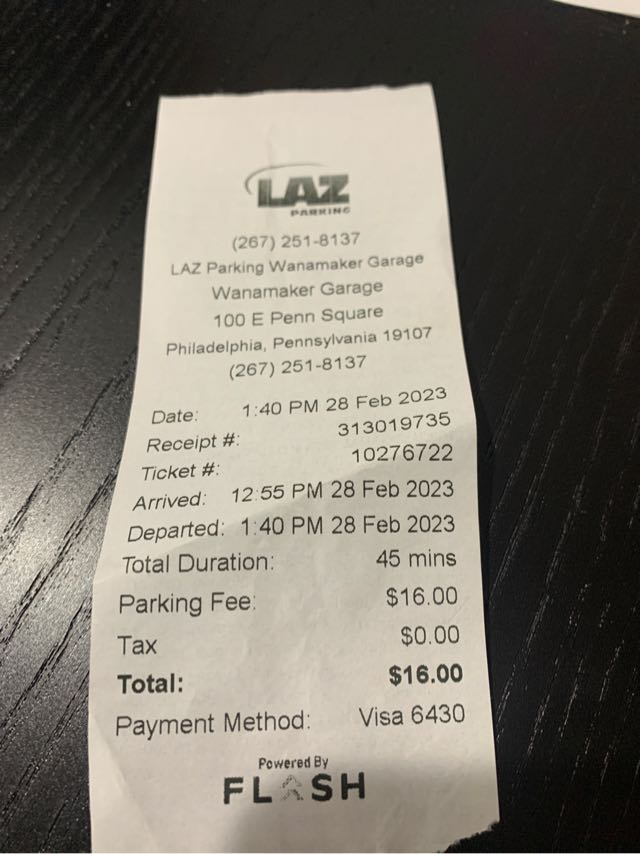 LAZ
PARKING
(267) 251-8137
LAZ Parking Wanamaker Garage
Wanamaker Garage
100 E Penn Square
Philadelphia, Pennsylvania 19107
(267) 251-8137
Date: 1:40 PM 28 Feb 2023
Receipt #: 313019735
Ticket #: 10276722
Arrived: 12:55 PM 28 Feb 2023
Departed: 1:40 PM 28 Feb 2023
Total Duration: 45 mins
Parking Fee: $16.00
Tax $0.00
Total: $16.00
Payment Method: Visa 6430
Powered By
FLASH